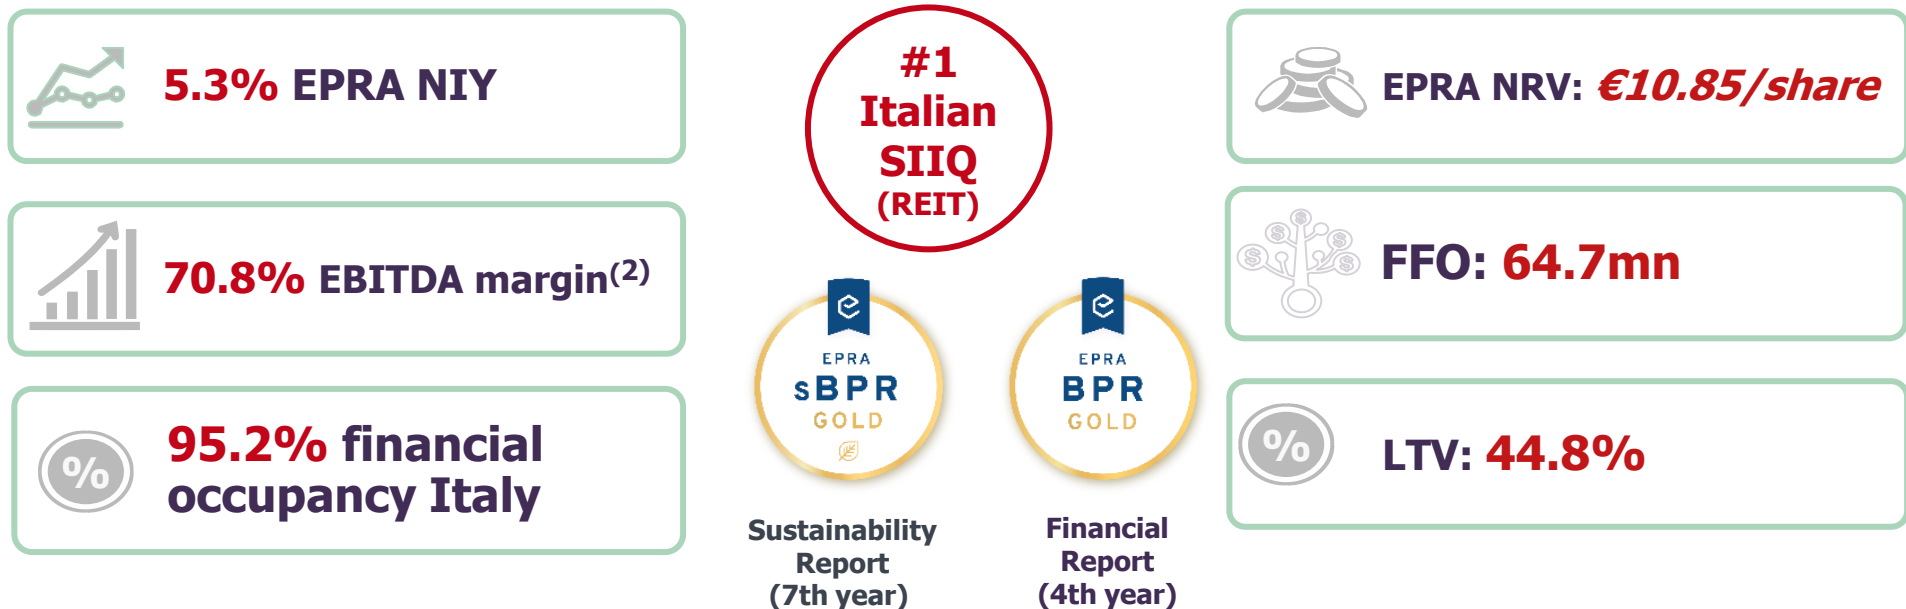 5.3% EPRA NIY
70.8% EBITDA margin(2)
%
95.2% financial
occupancy Italy
#1
Italian
SIIQ
(REIT)
EPRA
sBPR
GOLD
Sustainability
Report
(7th year)
EPRA
BPR
GOLD
Financial
Report
(4th year)
EPRA NRV: €10.85/share
$
$
$
$
$
FFO: 64.7mn
%
LTV: 44.8%